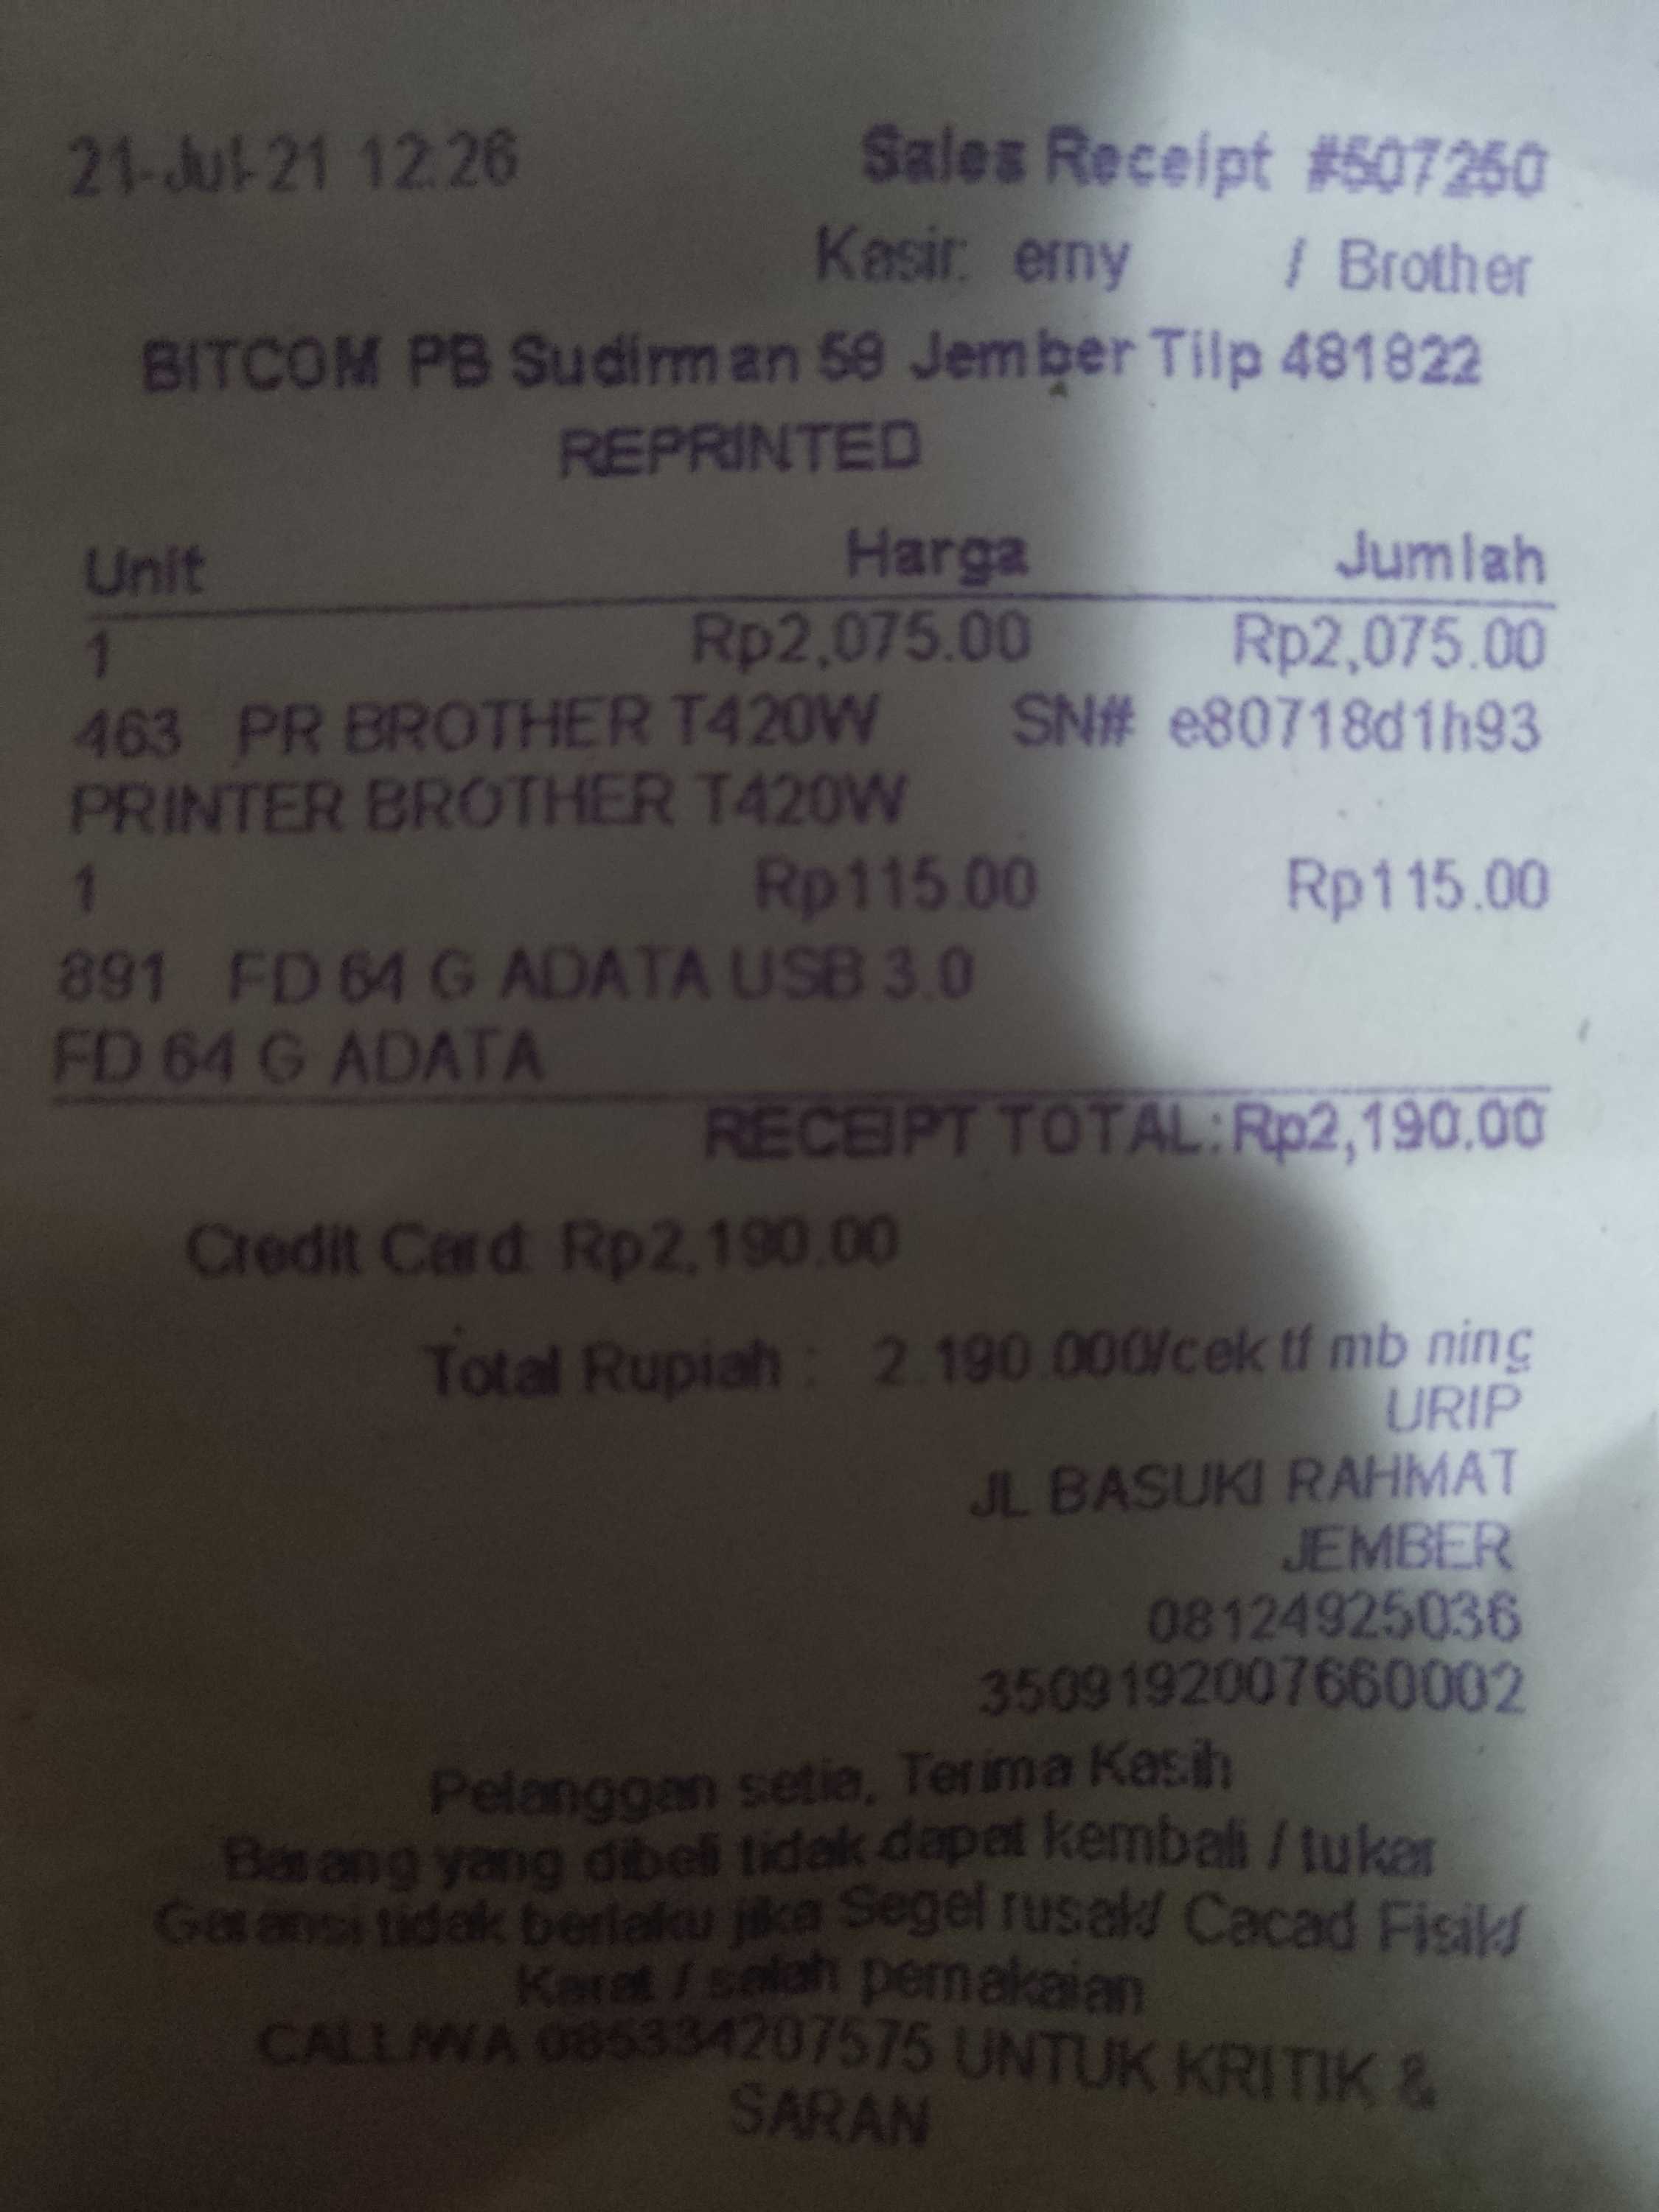 21-Jul-21 12:26 Sales Receipt #507250
Kasir: erny / Brother
BITCOM PB Sudirman 58 Jember Tilp 481822
REPRINTED
Unit Harga Jumlah
1 Rp2,075.00 Rp2,075.00
463 PR BROTHER T420W SN# e80718d1h93
PRINTER BROTHER T420W
1 Rp115.00 Rp115.00
891 FD 64 G ADATA USB 3.0
FD 64 G ADATA
RECEIPT TOTAL: Rp2,190.00
Credit Card: Rp2,190.00
Total Rupiah : 2.190.000/cek tf mb ning
URIP
JL BASUKI RAHMAT
JEMBER
08124925036
3509192007660002
Pelanggan setia, Terima Kasih
Barang yang dibeli tidak dapat kembali / tukar
Garansi tidak berlaku jika Segel rusak/ Cacad Fisik/
Karat / salah pemakaian
CALL/WA 085334207575 UNTUK KRITIK &
SARAN